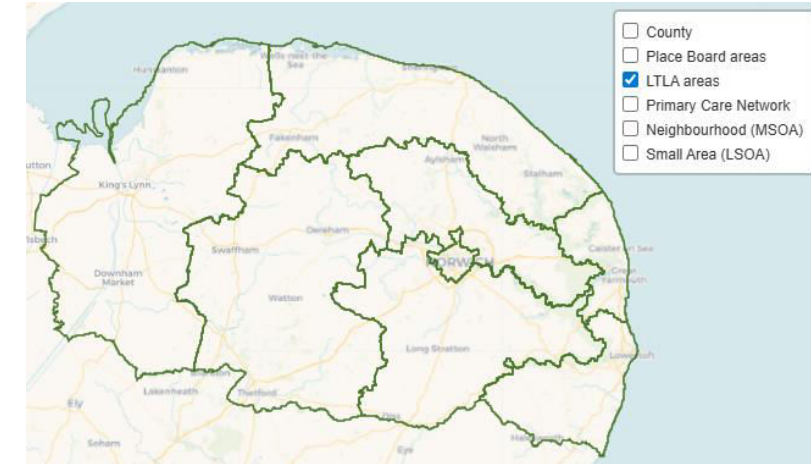 County
Place Board areas
LTLA areas
Primary Care Network
Neighbourhood (MSOA)
Small Area (LSOA)
Wells-next-the-
Sea
Hunstanton
Sheringham
Fakenham
North
Walsham
Aylsham
Stalham
King's Lynn
Swaffham
Dereham
NORWICH
Caister-on-Sea
Great
Yarmouth
Downham
Market
Watton
Long Stratton
Lowestoft
Lakenheath
Thetford
Diss
Ely
Soham
Eye